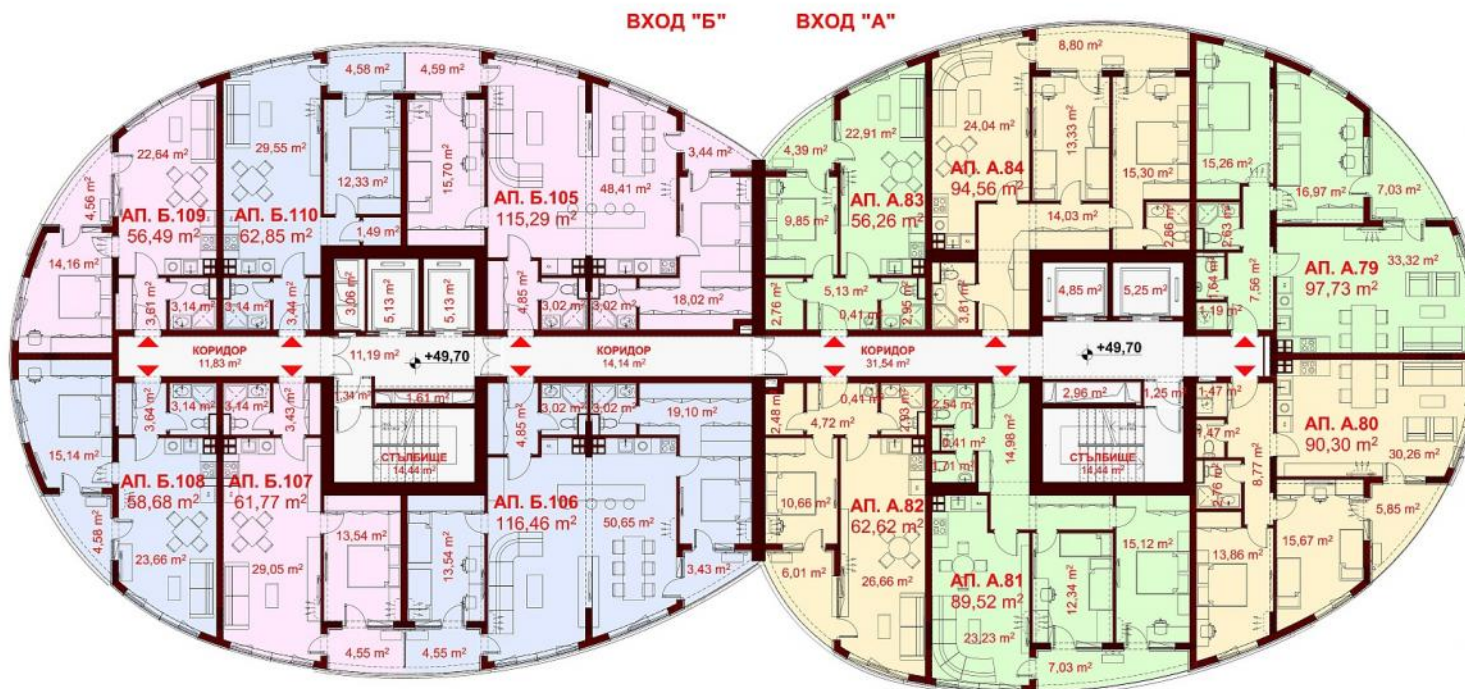 ВХОД "Б"
ВХОД "А"
4,58 m²
4,59 m²
8,80 m²
22,64 m²
29,55 m²
12,33 m²
15,70 m²
48,41 m²
3,44 m²
4,39 m²
22,91 m²
24,04 m²
13,33 m²
15,30 m²
15,26 m²
16,97 m²
7,03 m²
4,56 m²
АП. Б.109
56,49 m²
АП. Б.110
62,85 m²
1,49 m²
АП. Б.105
115,29 m²
9,85 m²
АП. А.83
56,26 m²
АП. А.84
94,56 m²
14,03 m²
2,86 m²
2,63 m²
14,16 m²
3,61 m²
3,14 m²
3,14 m²
3,44 m²
3,06 m²
5,13 m²
5,13 m²
4,85 m²
3,02 m²
3,02 m²
18,02 m²
2,76 m²
5,13 m²
0,41 m²
2,95 m²
3,81 m²
4,85 m²
5,25 m²
1,64 m²
1,19 m²
7,56 m²
АП. А.79
97,73 m²
33,32 m²
КОРИДОР
11,83 m²
11,19 m²
+49,70
КОРИДОР
14,14 m²
КОРИДОР
31,54 m²
+49,70
3,64 m²
3,14 m²
3,14 m²
3,43 m²
1,34 m²
1,61 m²
4,85 m²
3,02 m²
3,02 m²
19,10 m²
2,48 m²
4,72 m²
0,41 m²
2,93 m²
2,54 m²
0,41 m²
1,71 m²
14,98 m²
2,96 m²
1,25 m²
1,47 m²
1,47 m²
2,76 m²
8,77 m²
АП. А.80
90,30 m²
30,26 m²
15,14 m²
СТЪЛБИЩЕ
14,44 m²
СТЪЛБИЩЕ
14,44 m²
4,58 m²
АП. Б.108
58,68 m²
АП. Б.107
61,77 m²
АП. Б.106
116,46 m²
10,66 m²
АП. А.82
62,62 m²
АП. А.81
89,52 m²
23,66 m²
29,05 m²
13,54 m²
13,54 m²
50,65 m²
3,43 m²
6,01 m²
26,66 m²
23,23 m²
12,34 m²
15,12 m²
13,86 m²
15,67 m²
5,85 m²
4,55 m²
4,55 m²
7,03 m²